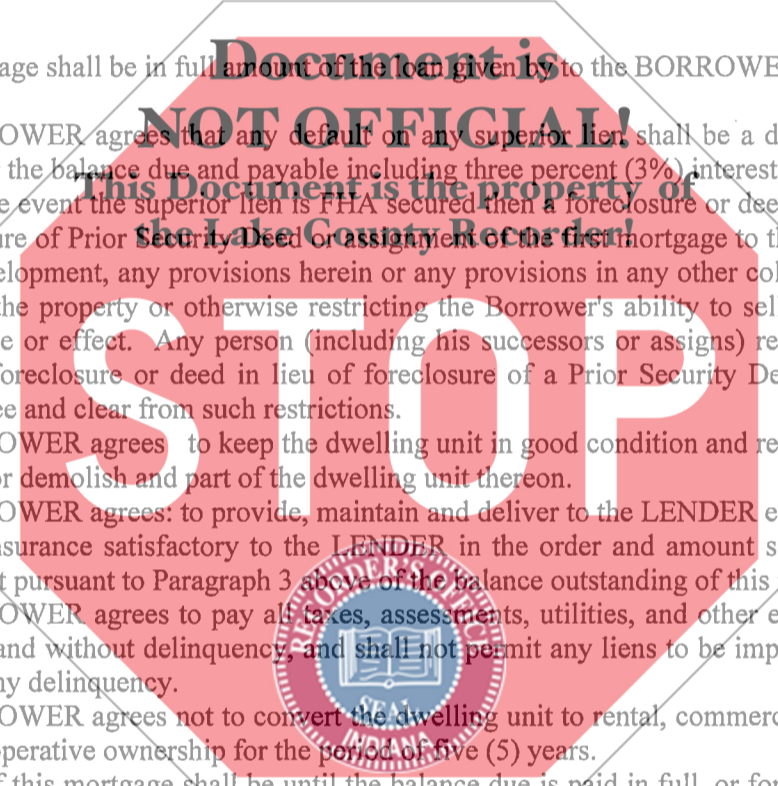 Document is
age shall be in full amount of the loan given by to the BORROWE
NOT OFFICIAL!
OWER agrees that any default on any superior lien shall be a d
the balance due and payable including three percent (3%) interest
This Document is the property of
e event the superior lien is FHA secured then a foreclosure or dee
the Lake County Recorder!
re of Prior Security Deed or assignment of the first mortgage to th
elopment, any provisions herein or any provisions in any other col
the property or otherwise restricting the Borrower's ability to sell
e or effect. Any person (including his successors or assigns) re
foreclosure or deed in lieu of foreclosure of a Prior Security De
ee and clear from such restrictions.
OWER agrees to keep the dwelling unit in good condition and re
r demolish and part of the dwelling unit thereon.
OWER agrees: to provide, maintain and deliver to the LENDER e
nsurance satisfactory to the LENDER in the order and amount s
t pursuant to Paragraph 3 above of the balance outstanding of this
OWER agrees to pay all taxes, assessments, utilities, and other e
and without delinquency, and shall not permit any liens to be imp
ny delinquency.
OWER agrees not to convert the dwelling unit to rental, commerc
perative ownership for the period of five (5) years.
f this mortgage shall be until the balance due is paid in full, or for
STOP
RECORDER'S OFFICE
SEAL
INDIANA